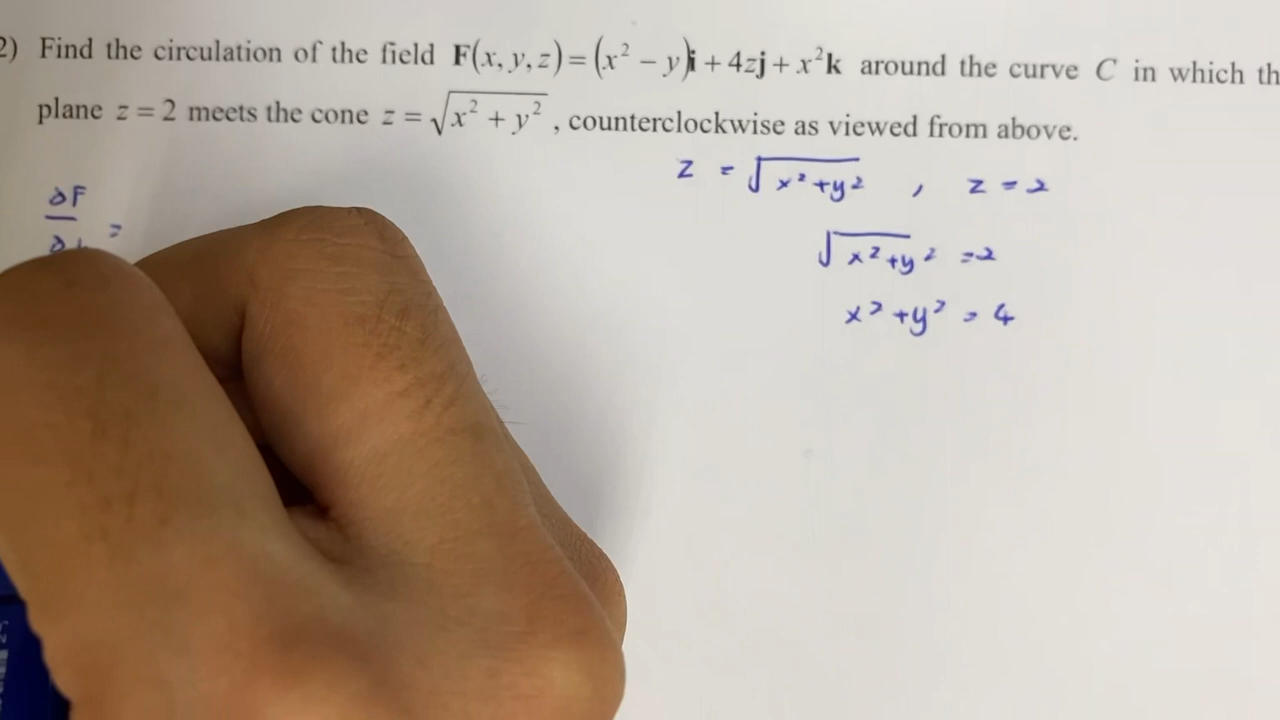 2) Find the circulation of the field F(x, y, z) = (x² − y)i + 4zj + x²k around the curve C in which th
plane z = 2 meets the cone z = √(x² + y²) , counterclockwise as viewed from above.
z = √(x²+y²) , z = 2
√(x²+y²) = 2
x²+y² = 4
∂F
=